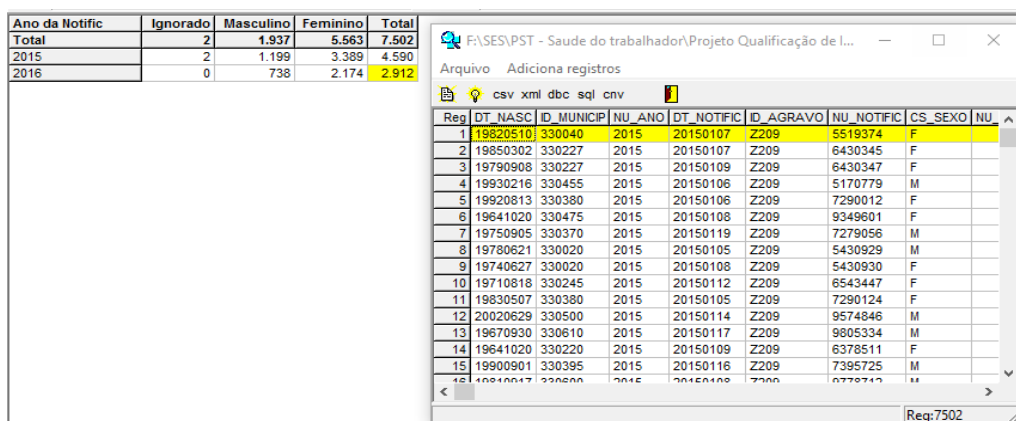 Ano da Notific Ignorado Masculino Feminino Total
Total 2 1.937 5.563 7.502
2015 2 1.199 3.389 4.590
2016 0 738 2.174 2.912
F:\SES\PST - Saude do trabalhador\Projeto Qualificação de I...
Arquivo Adiciona registros
csv xml dbc sql cnv
Reg DT_NASC ID_MUNICIP NU_ANO DT_NOTIFIC ID_AGRAVO NU_NOTIFIC CS_SEXO NU_
1 19820510 330040 2015 20150107 Z209 5519374 F
2 19850302 330227 2015 20150107 Z209 6430345 F
3 19790908 330227 2015 20150109 Z209 6430347 F
4 19930216 330455 2015 20150106 Z209 5170779 M
5 19920813 330380 2015 20150106 Z209 7290012 F
6 19641020 330475 2015 20150108 Z209 9349601 F
7 19750905 330370 2015 20150119 Z209 7279056 M
8 19780621 330020 2015 20150105 Z209 5430929 M
9 19740627 330020 2015 20150108 Z209 5430930 F
10 19710818 330245 2015 20150112 Z209 6543447 F
11 19830507 330380 2015 20150105 Z209 7290124 F
12 20020629 330500 2015 20150114 Z209 9574846 M
13 19670930 330610 2015 20150117 Z209 9805334 M
14 19641020 330220 2015 20150109 Z209 6378511 F
15 19900901 330395 2015 20150116 Z209 7395725 M
Reg:7502